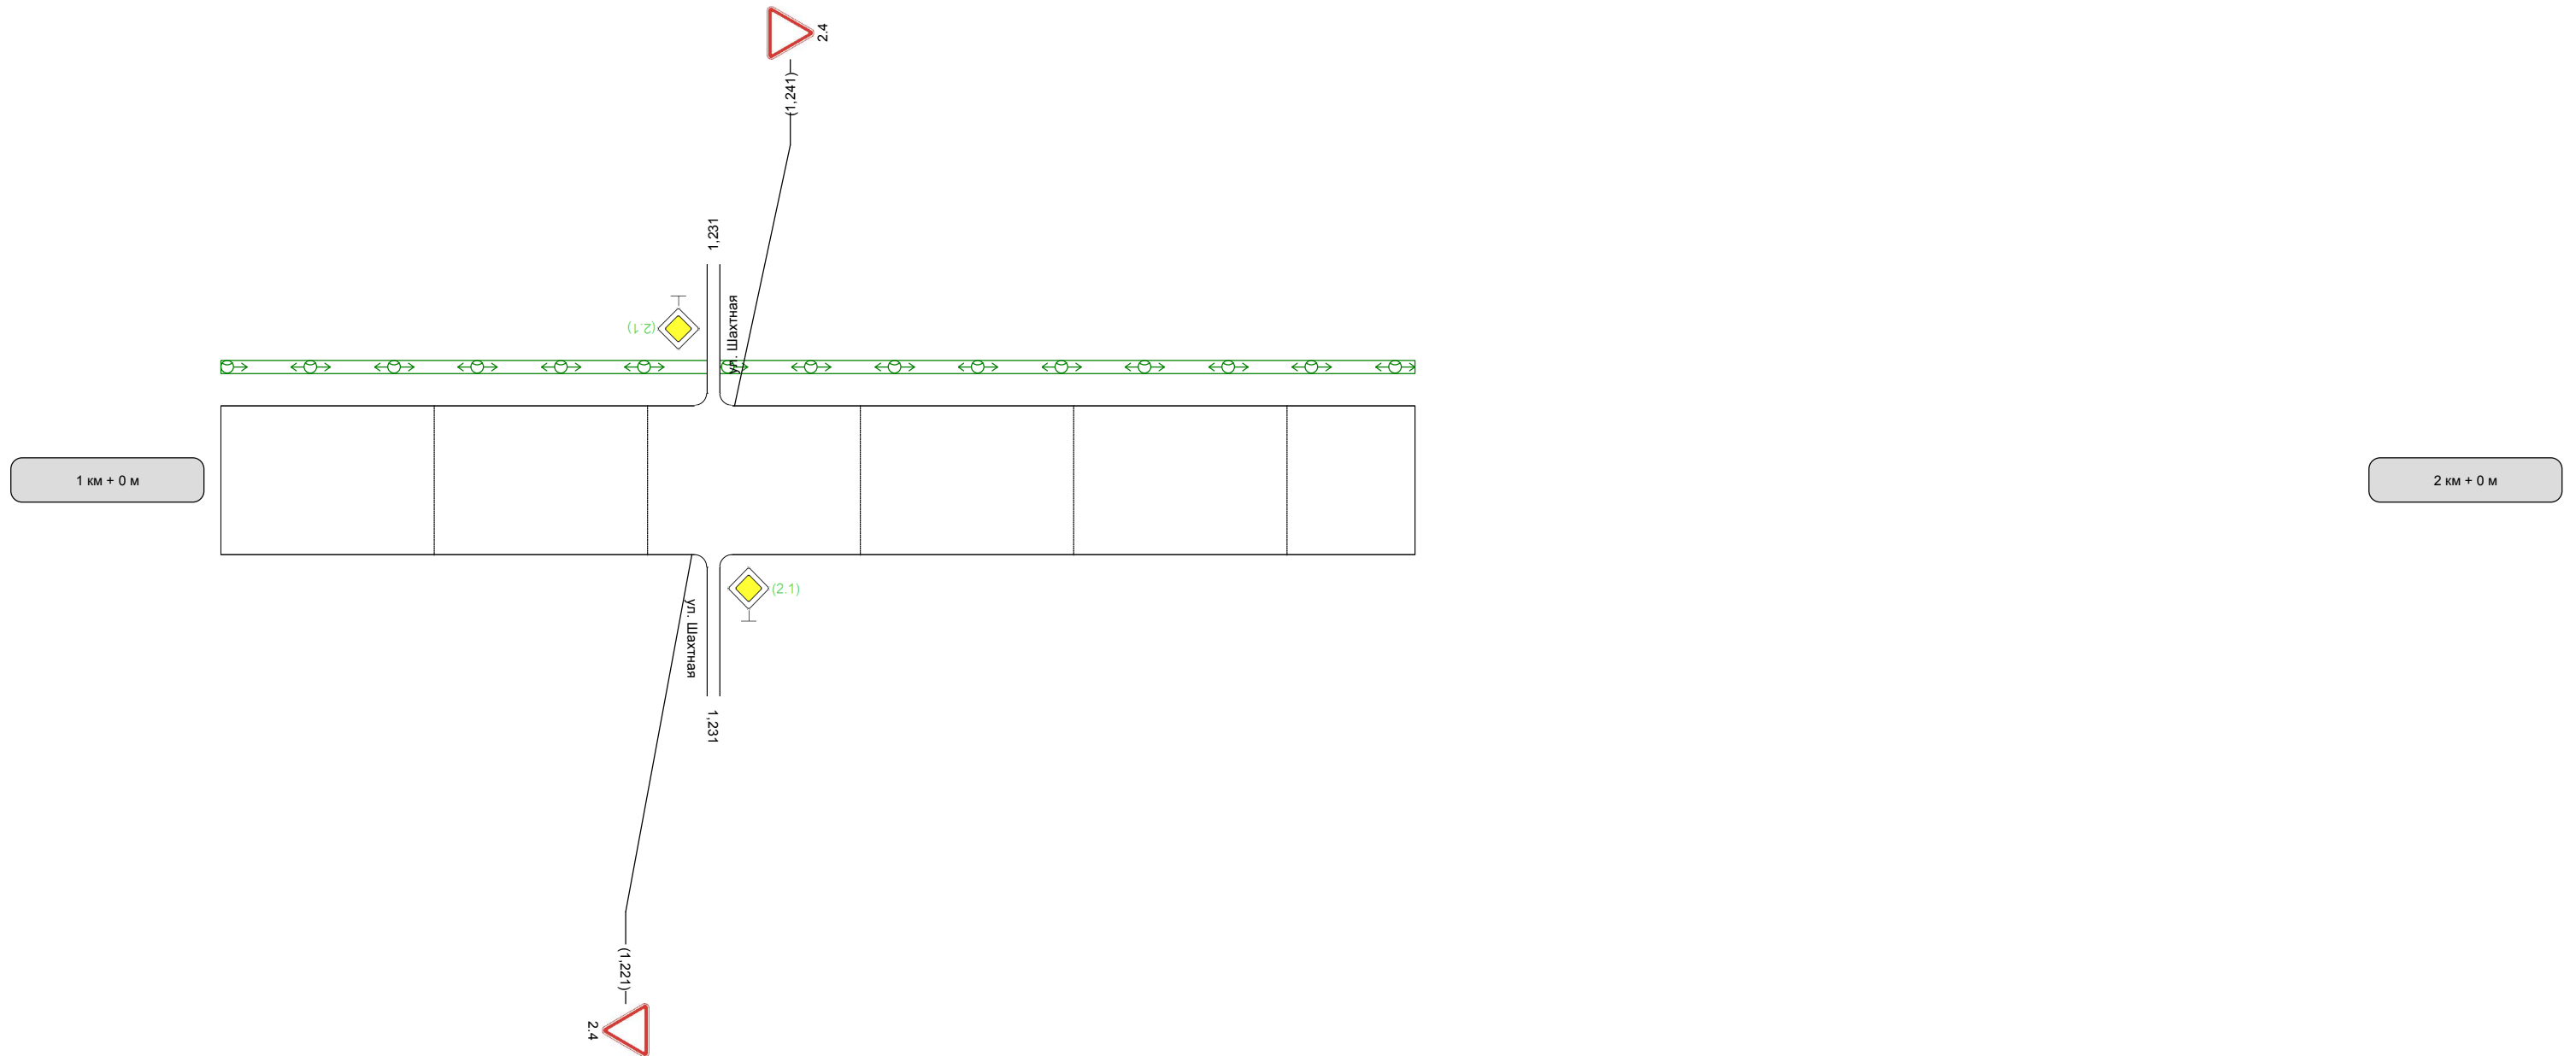 2.4
(1,241)
1,231
ул. Шахтная
(2.1)
1 км + 0 м
2 км + 0 м
(2.1)
ул. Шахтная
1,231
(1,221)
2.4